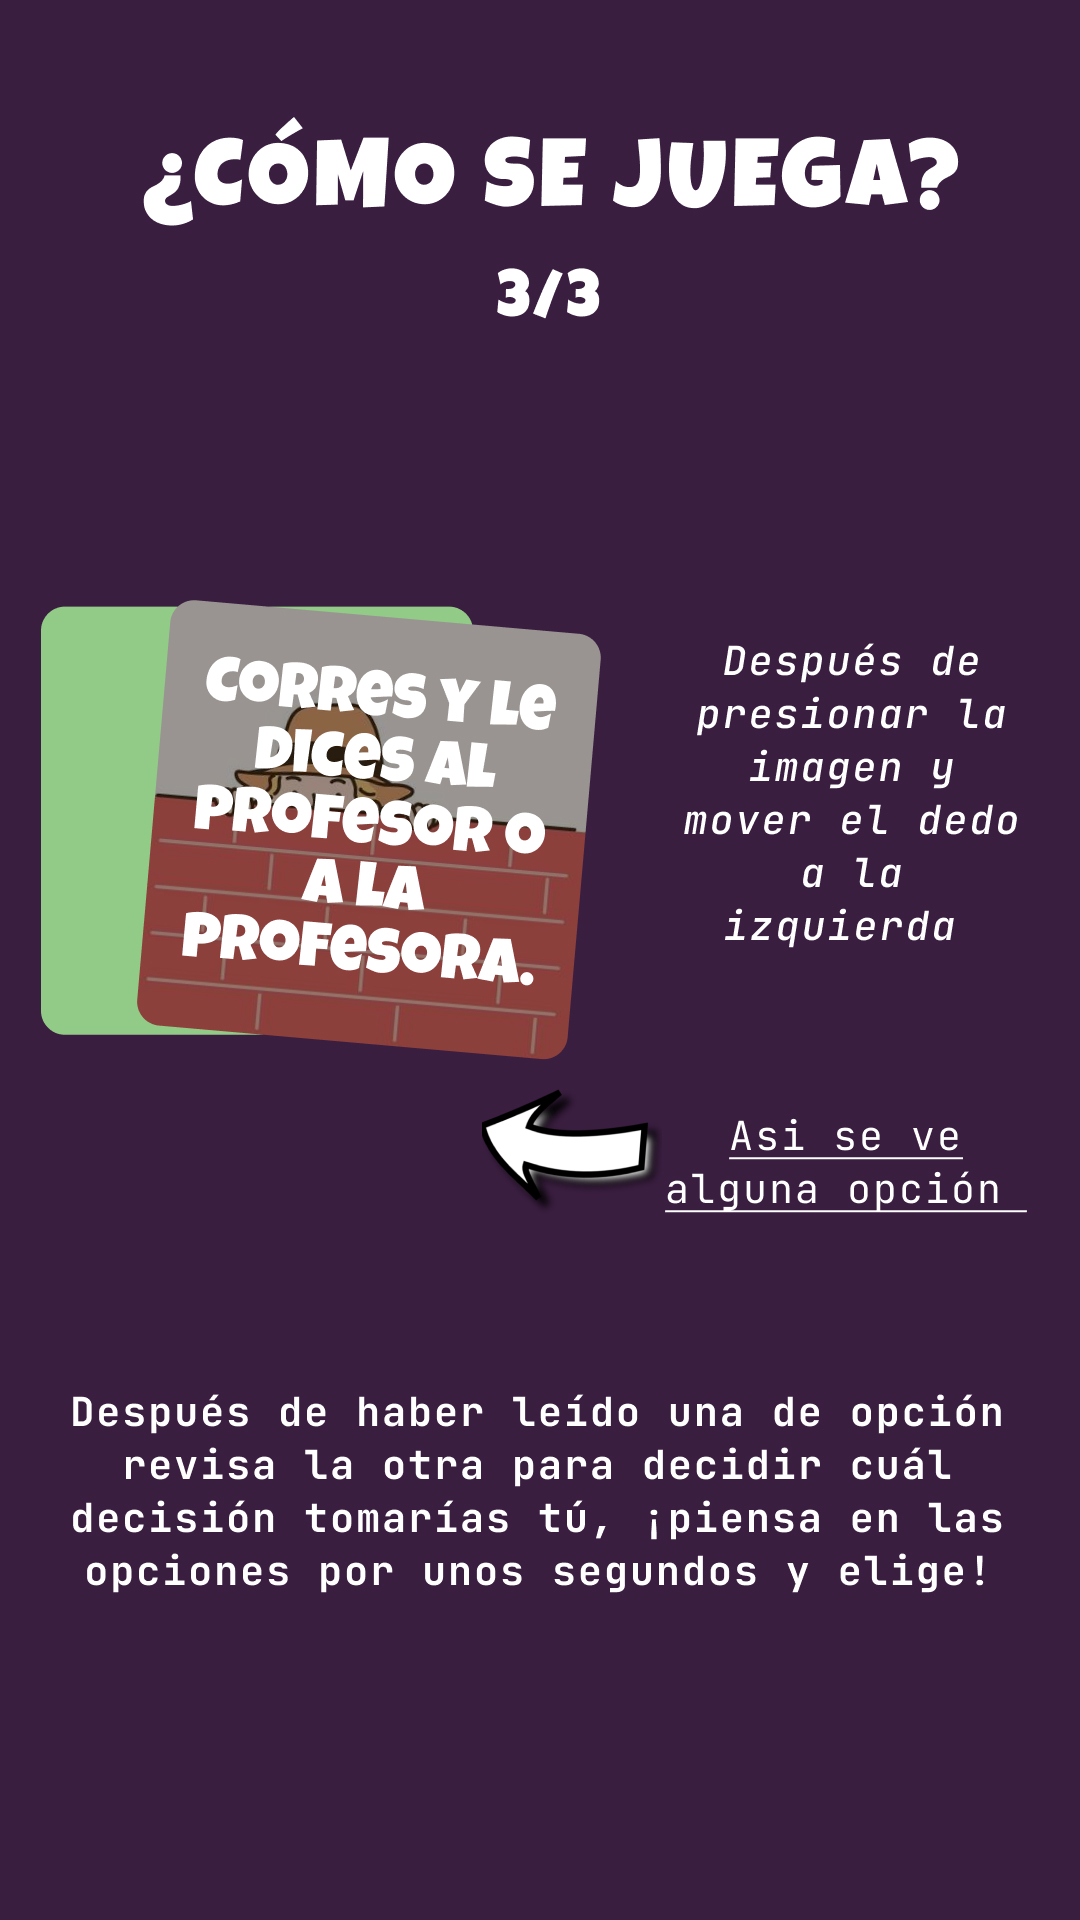 ¿CÓMO SE JUEGA?
3/3
CORRES Y LE
DICES AL
PROFESOR O
A LA
PROFESORA.
Después de
presionar la
imagen y
mover el dedo
a la
izquierda
Asi se ve
alguna opción
Después de haber leído una de opción
revisa la otra para decidir cuál
decisión tomarías tú, ¡piensa en las
opciones por unos segundos y elige!